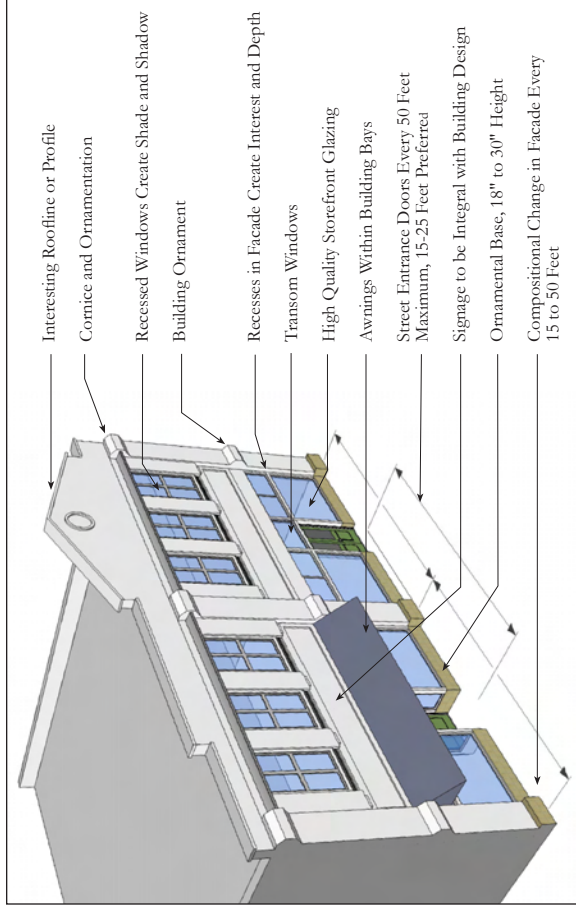 Interesting Roofline or Profile
Cornice and Ornamentation
Recessed Windows Create Shade and Shadow
Building Ornament
Recesses in Facade Create Interest and Depth
Transom Windows
High Quality Storefront Glazing
Awnings Within Building Bays
Street Entrance Doors Every 50 Feet
Maximum, 15-25 Feet Preferred
Signage to be Integral with Building Design
Ornamental Base, 18" to 30" Height
Compositional Change in Facade Every
15 to 50 Feet